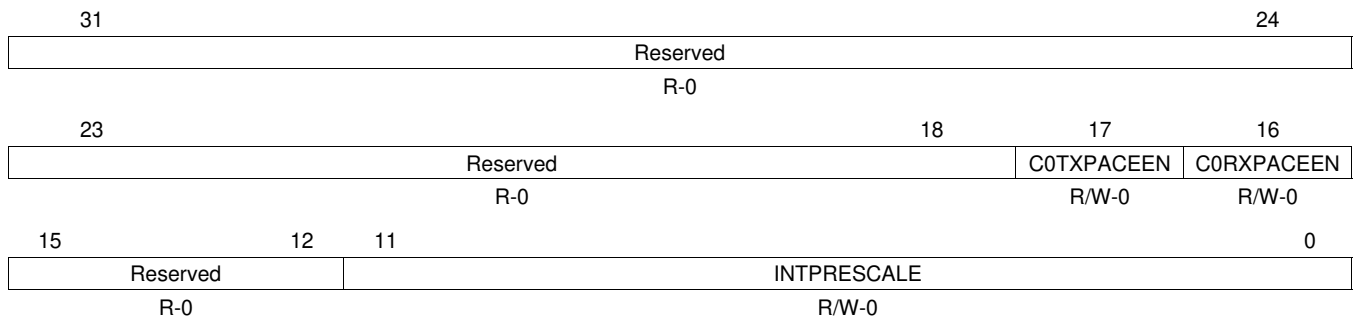 31 24
Reserved
R-0
23 18 17 16
Reserved C0TXPACEEN C0RXPACEEN
R-0 R/W-0 R/W-0
15 12 11 0
Reserved INTPRESCALE
R-0 R/W-0